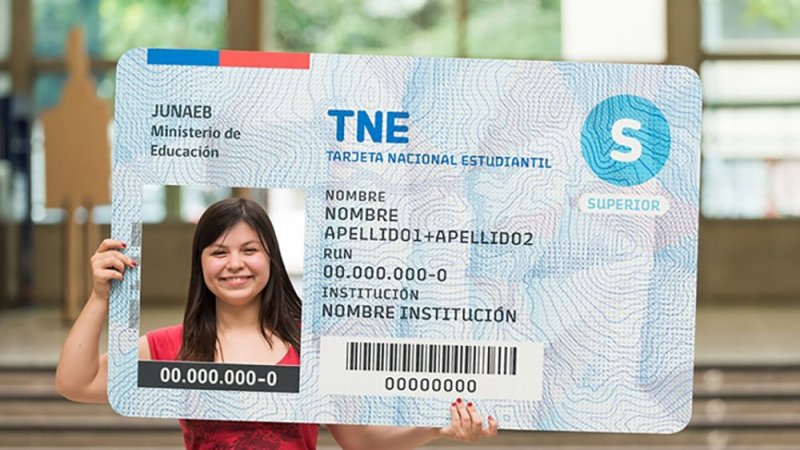 JUNAEB
Ministerio de
Educación
TNE
TARJETA NACIONAL ESTUDIANTIL
S
SUPERIOR
NOMBRE
NOMBRE
APELLIDO1+APELLIDO2
RUN
00.000.000-0
INSTITUCIÓN
NOMBRE INSTITUCIÓN
00.000.000-0
00000000